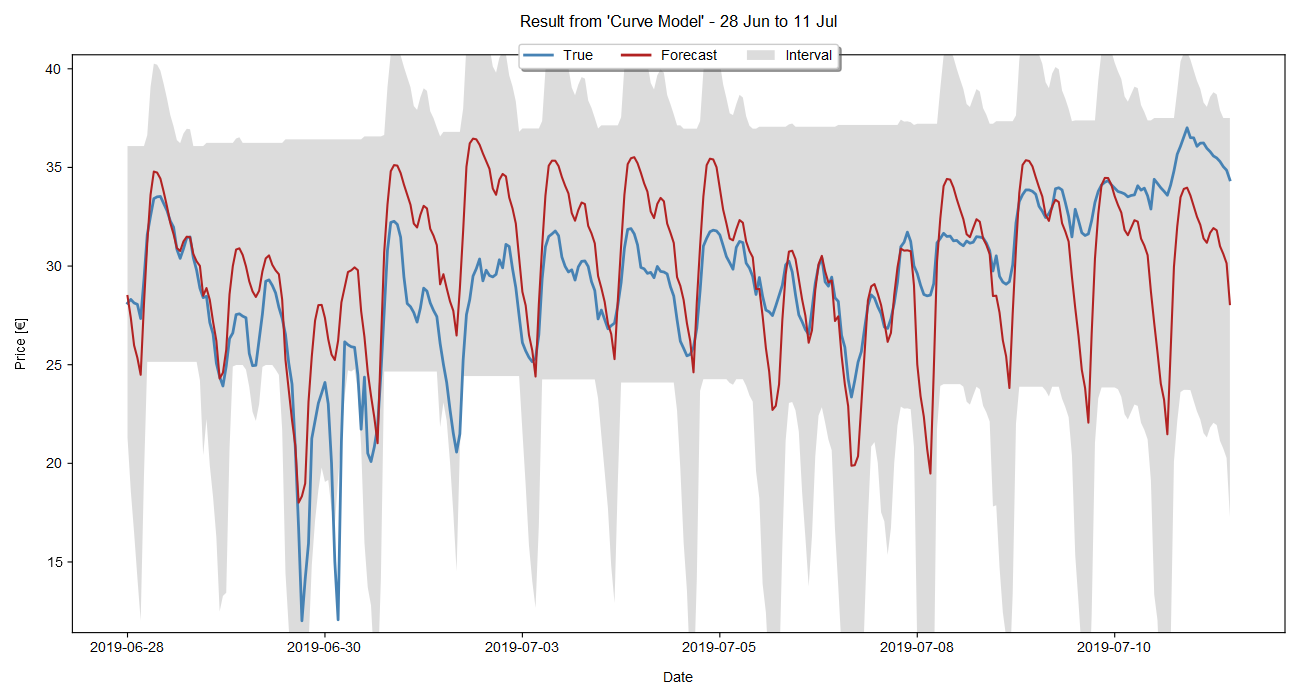 Result from 'Curve Model' - 28 Jun to 11 Jul
True Forecast Interval
40
35
30
25
20
15
Price [€]
2019-06-28 2019-06-30 2019-07-03 2019-07-05 2019-07-08 2019-07-10
Date